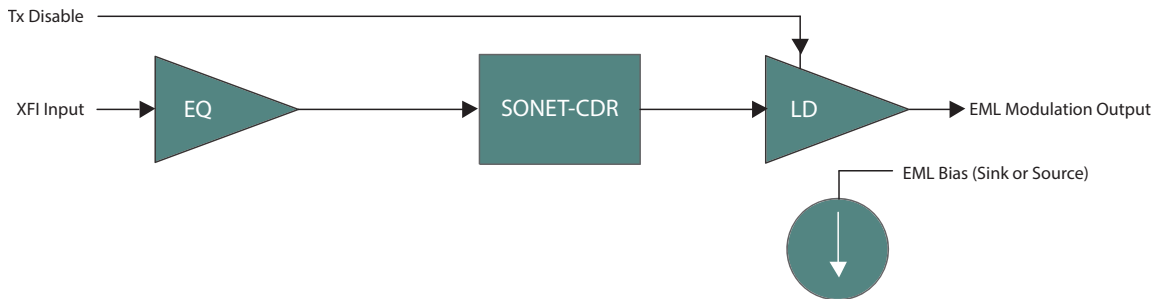 Tx Disable
XFI Input
EQ
SONET-CDR
LD
EML Modulation Output
EML Bias (Sink or Source)